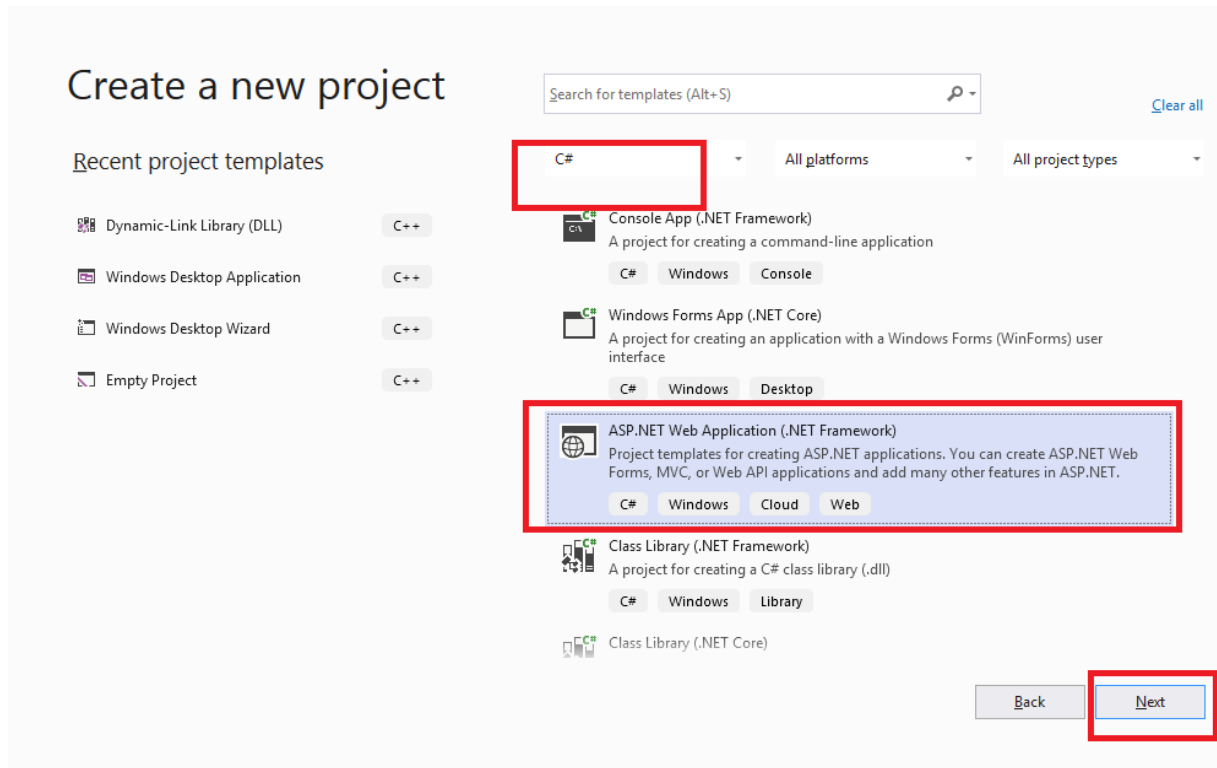 Create a new project
Search for templates (Alt+S)
Clear all
Recent project templates
C#
All platforms
All project types
Dynamic-Link Library (DLL)
C++
Windows Desktop Application
C++
Windows Desktop Wizard
C++
Empty Project
C++
C#
C:\
Console App (.NET Framework)
A project for creating a command-line application
C# Windows Console
C#
Windows Forms App (.NET Core)
A project for creating an application with a Windows Forms (WinForms) user
interface
C# Windows Desktop
ASP.NET Web Application (.NET Framework)
Project templates for creating ASP.NET applications. You can create ASP.NET Web
Forms, MVC, or Web API applications and add many other features in ASP.NET.
C# Windows Cloud Web
C#
Class Library (.NET Framework)
A project for creating a C# class library (.dll)
C# Windows Library
C#
Class Library (.NET Core)
Back
Next